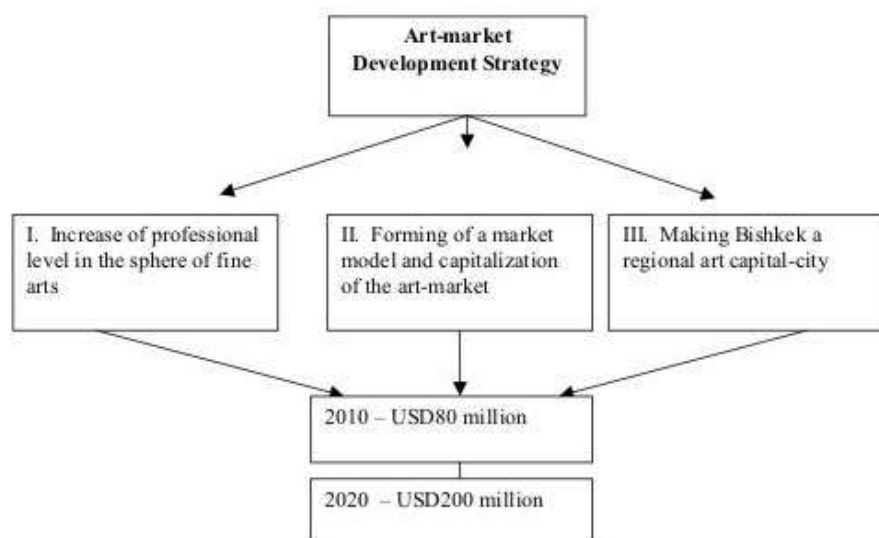 Art-market
Development Strategy
I. Increase of professional
level in the sphere of fine
arts
II. Forming of a market
model and capitalization
of the art-market
III. Making Bishkek a
regional art capital-city
2010 – USD80 million
2020 – USD200 million